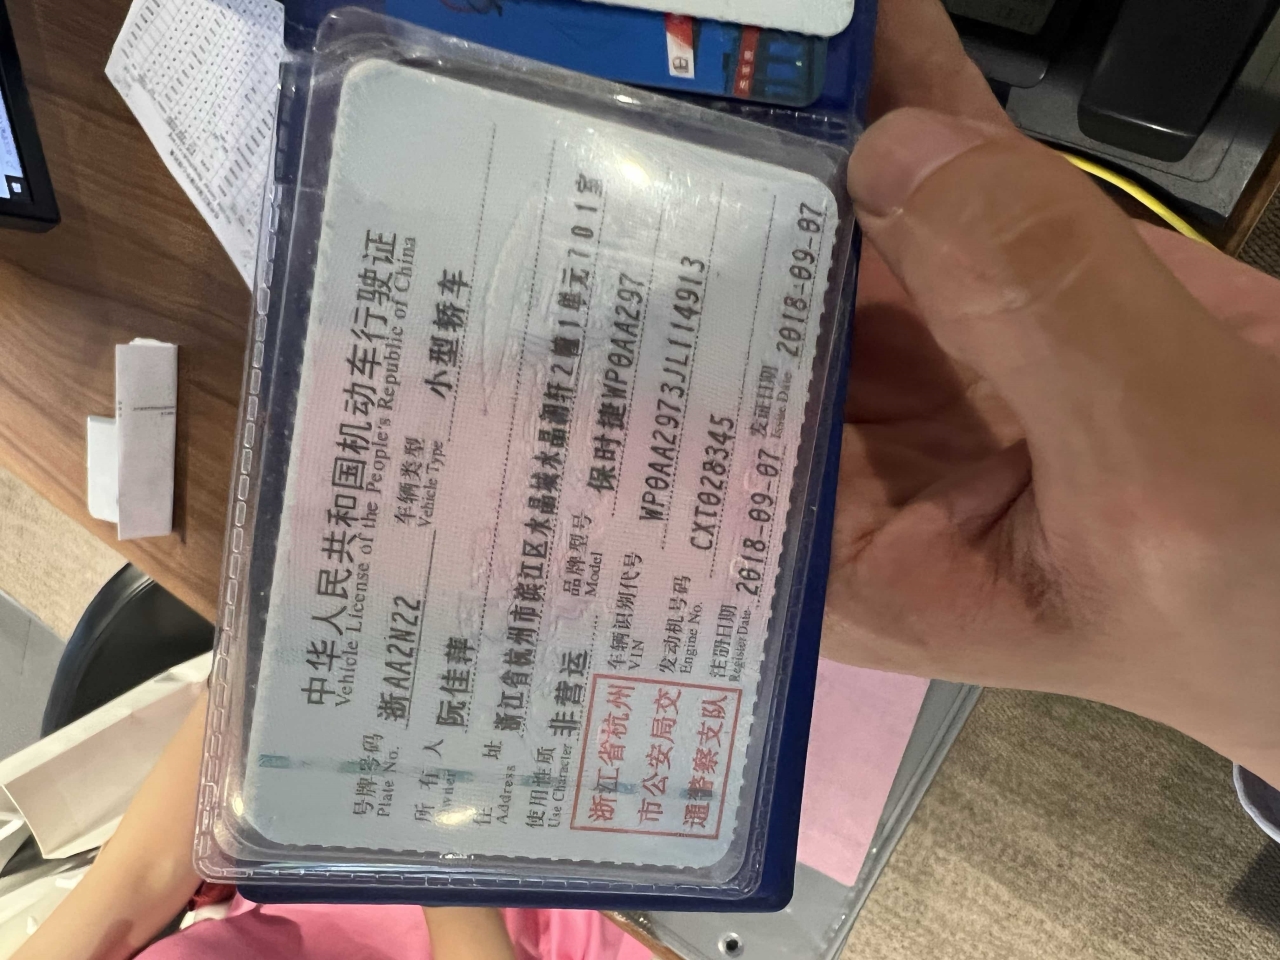 中华人民共和国机动车行驶证
Vehicle License of the People's Republic of China
号牌号码 浙AA2N22 车辆类型 小型轿车
Plate No. Vehicle Type
所有人 阮佳萍
Owner
住址 浙江省杭州市滨江区水晶城水晶澜轩2幢1单元701室
Address
使用性质 非营运 品牌型号 保时捷WP0AA297
Use Character Model
车辆识别代号 WP0AA2973JL114913
VIN
发动机号码 CXT028345
Engine No.
注册日期 2018-09-07 发证日期 2018-09-07
Register Date Issue Date
浙江省杭州
市公安局交
通警察支队